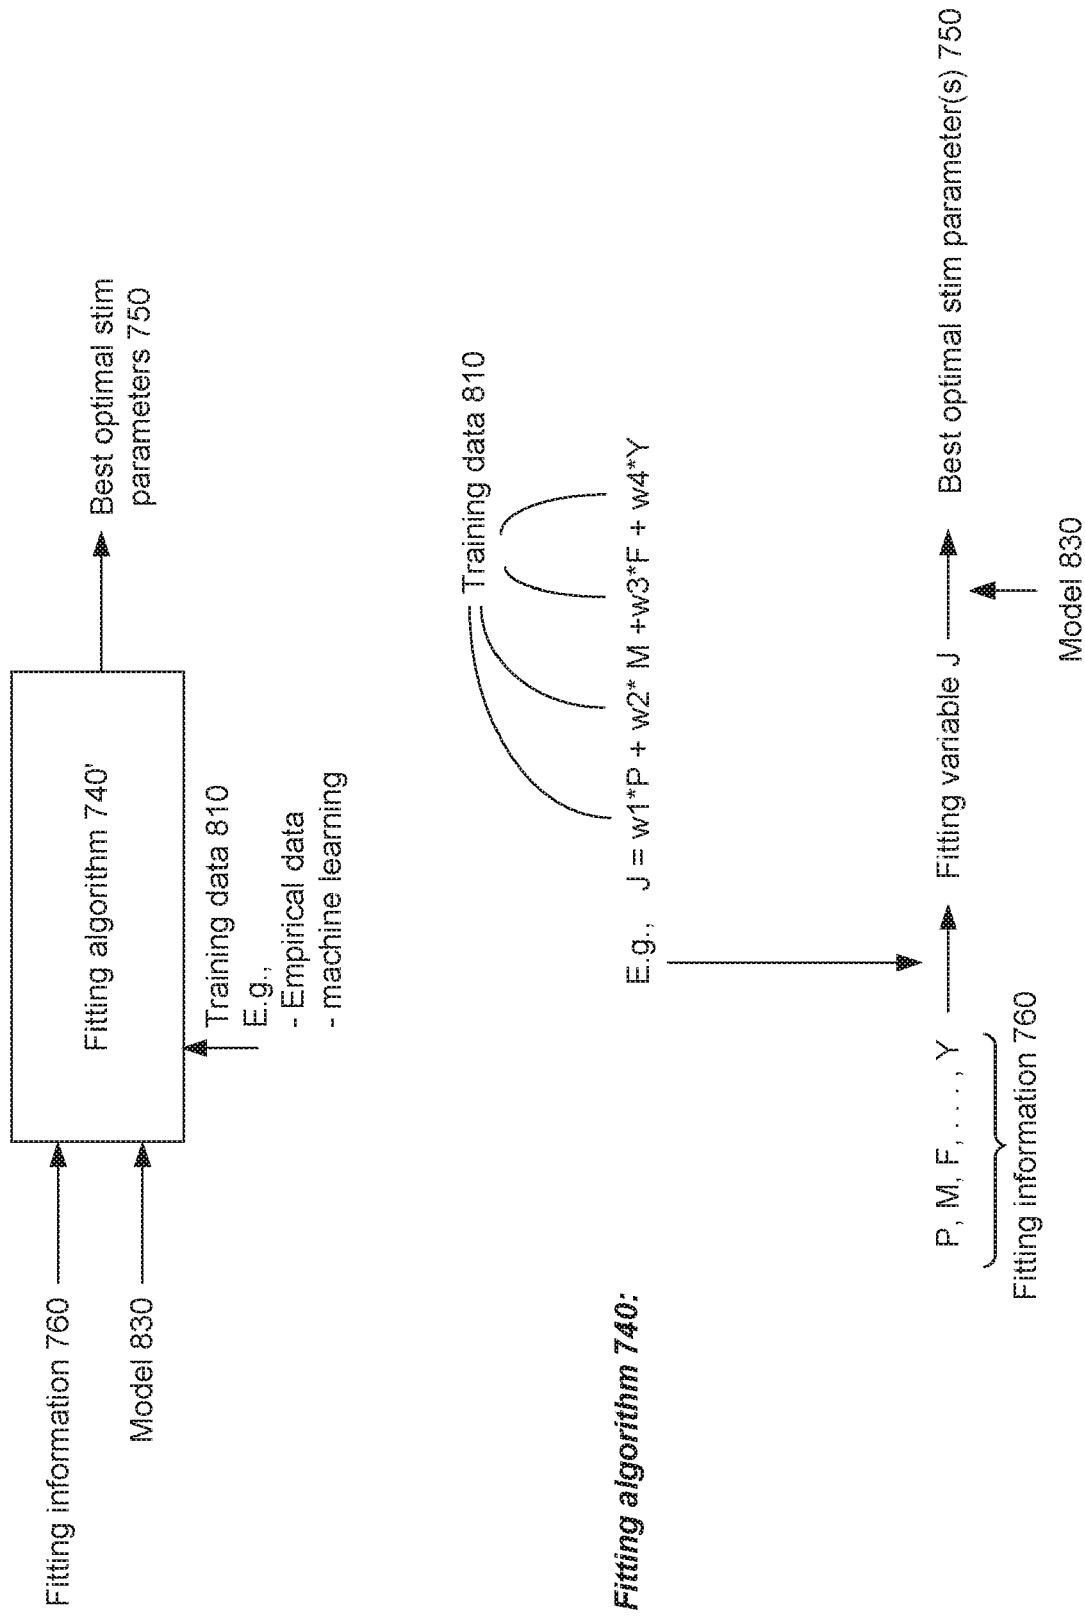 Fitting information 760
Model 830
Fitting algorithm 740'
Training data 810
E.g.,
- Empirical data
- machine learning
Best optimal stim
parameters 750
Fitting algorithm 740:
Training data 810
E.g., J = w1*P + w2* M +w3*F + w4*Y
P, M, F, . . . . , Y
Fitting information 760
Fitting variable J
Model 830
Best optimal stim parameter(s) 750